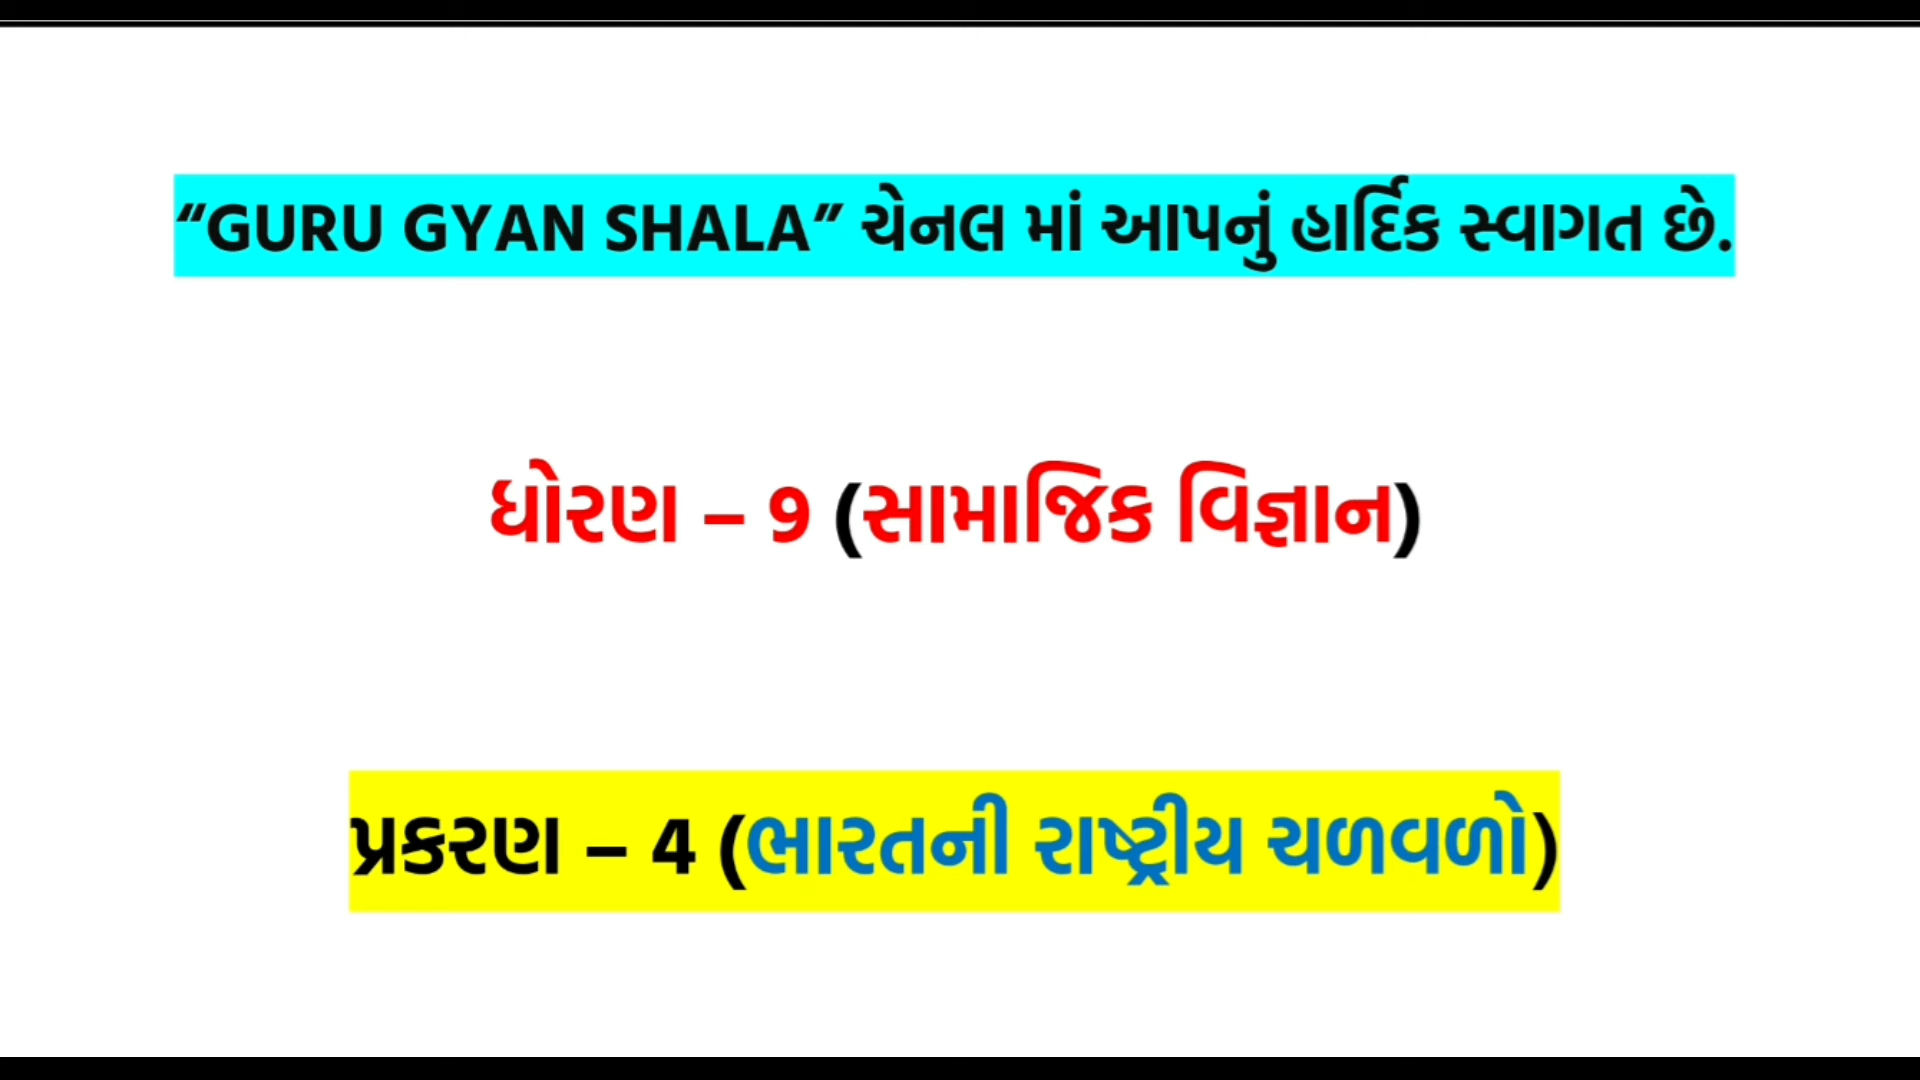 “GURU GYAN SHALA” ચેનલ માં આપનું હાર્દિક સ્વાગત છે.
ધોરણ – 9 (સામાજિક વિજ્ઞાન)
પ્રકરણ – 4 (ભારતની રાષ્ટ્રીય ચળવળો)